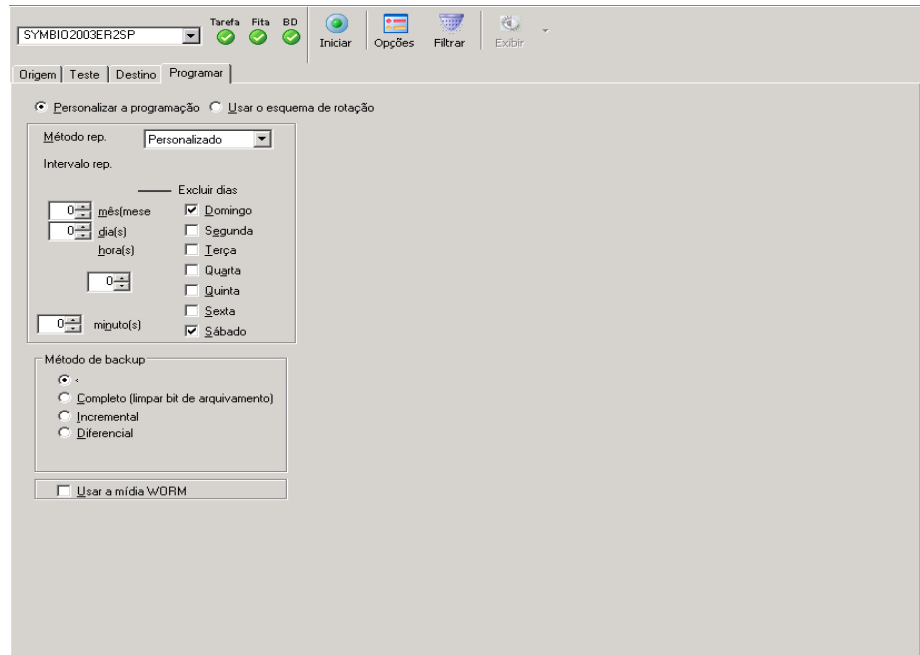 Tarefa Fita BD
SYMBIO2003ER2SP
Iniciar Opções Filtrar Exibir
Origem Teste Destino Programar
Personalizar a programação Usar o esquema de rotação
Método rep. Personalizado
Intervalo rep.
Excluir dias
0 mês(mese Domingo
0 dia(s) Segunda
hora(s) Terça
Quarta
0
Quinta
Sexta
0 minuto(s) Sábado
Método de backup
<
Completo (limpar bit de arquivamento)
Incremental
Diferencial
Usar a mídia WORM